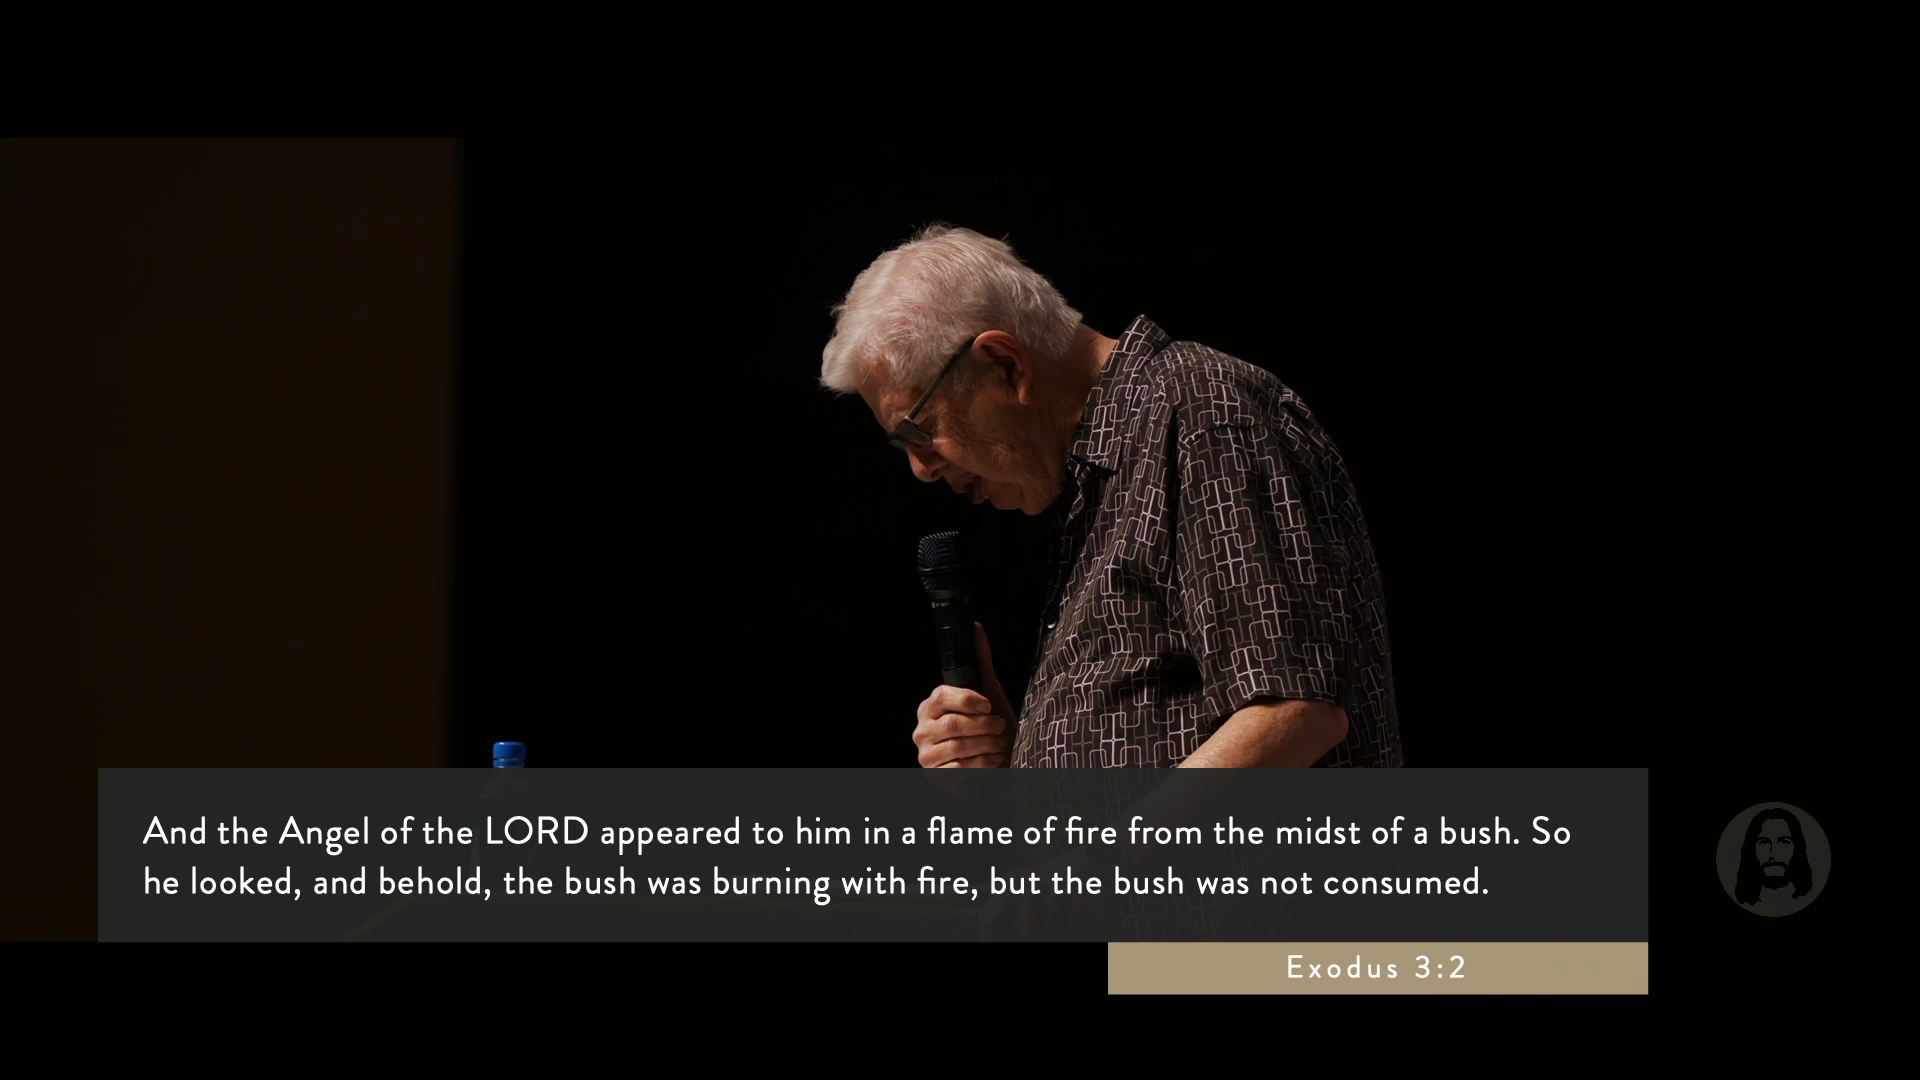 And the Angel of the LORD appeared to him in a flame of fire from the midst of a bush. So
he looked, and behold, the bush was burning with fire, but the bush was not consumed.
Exodus 3:2